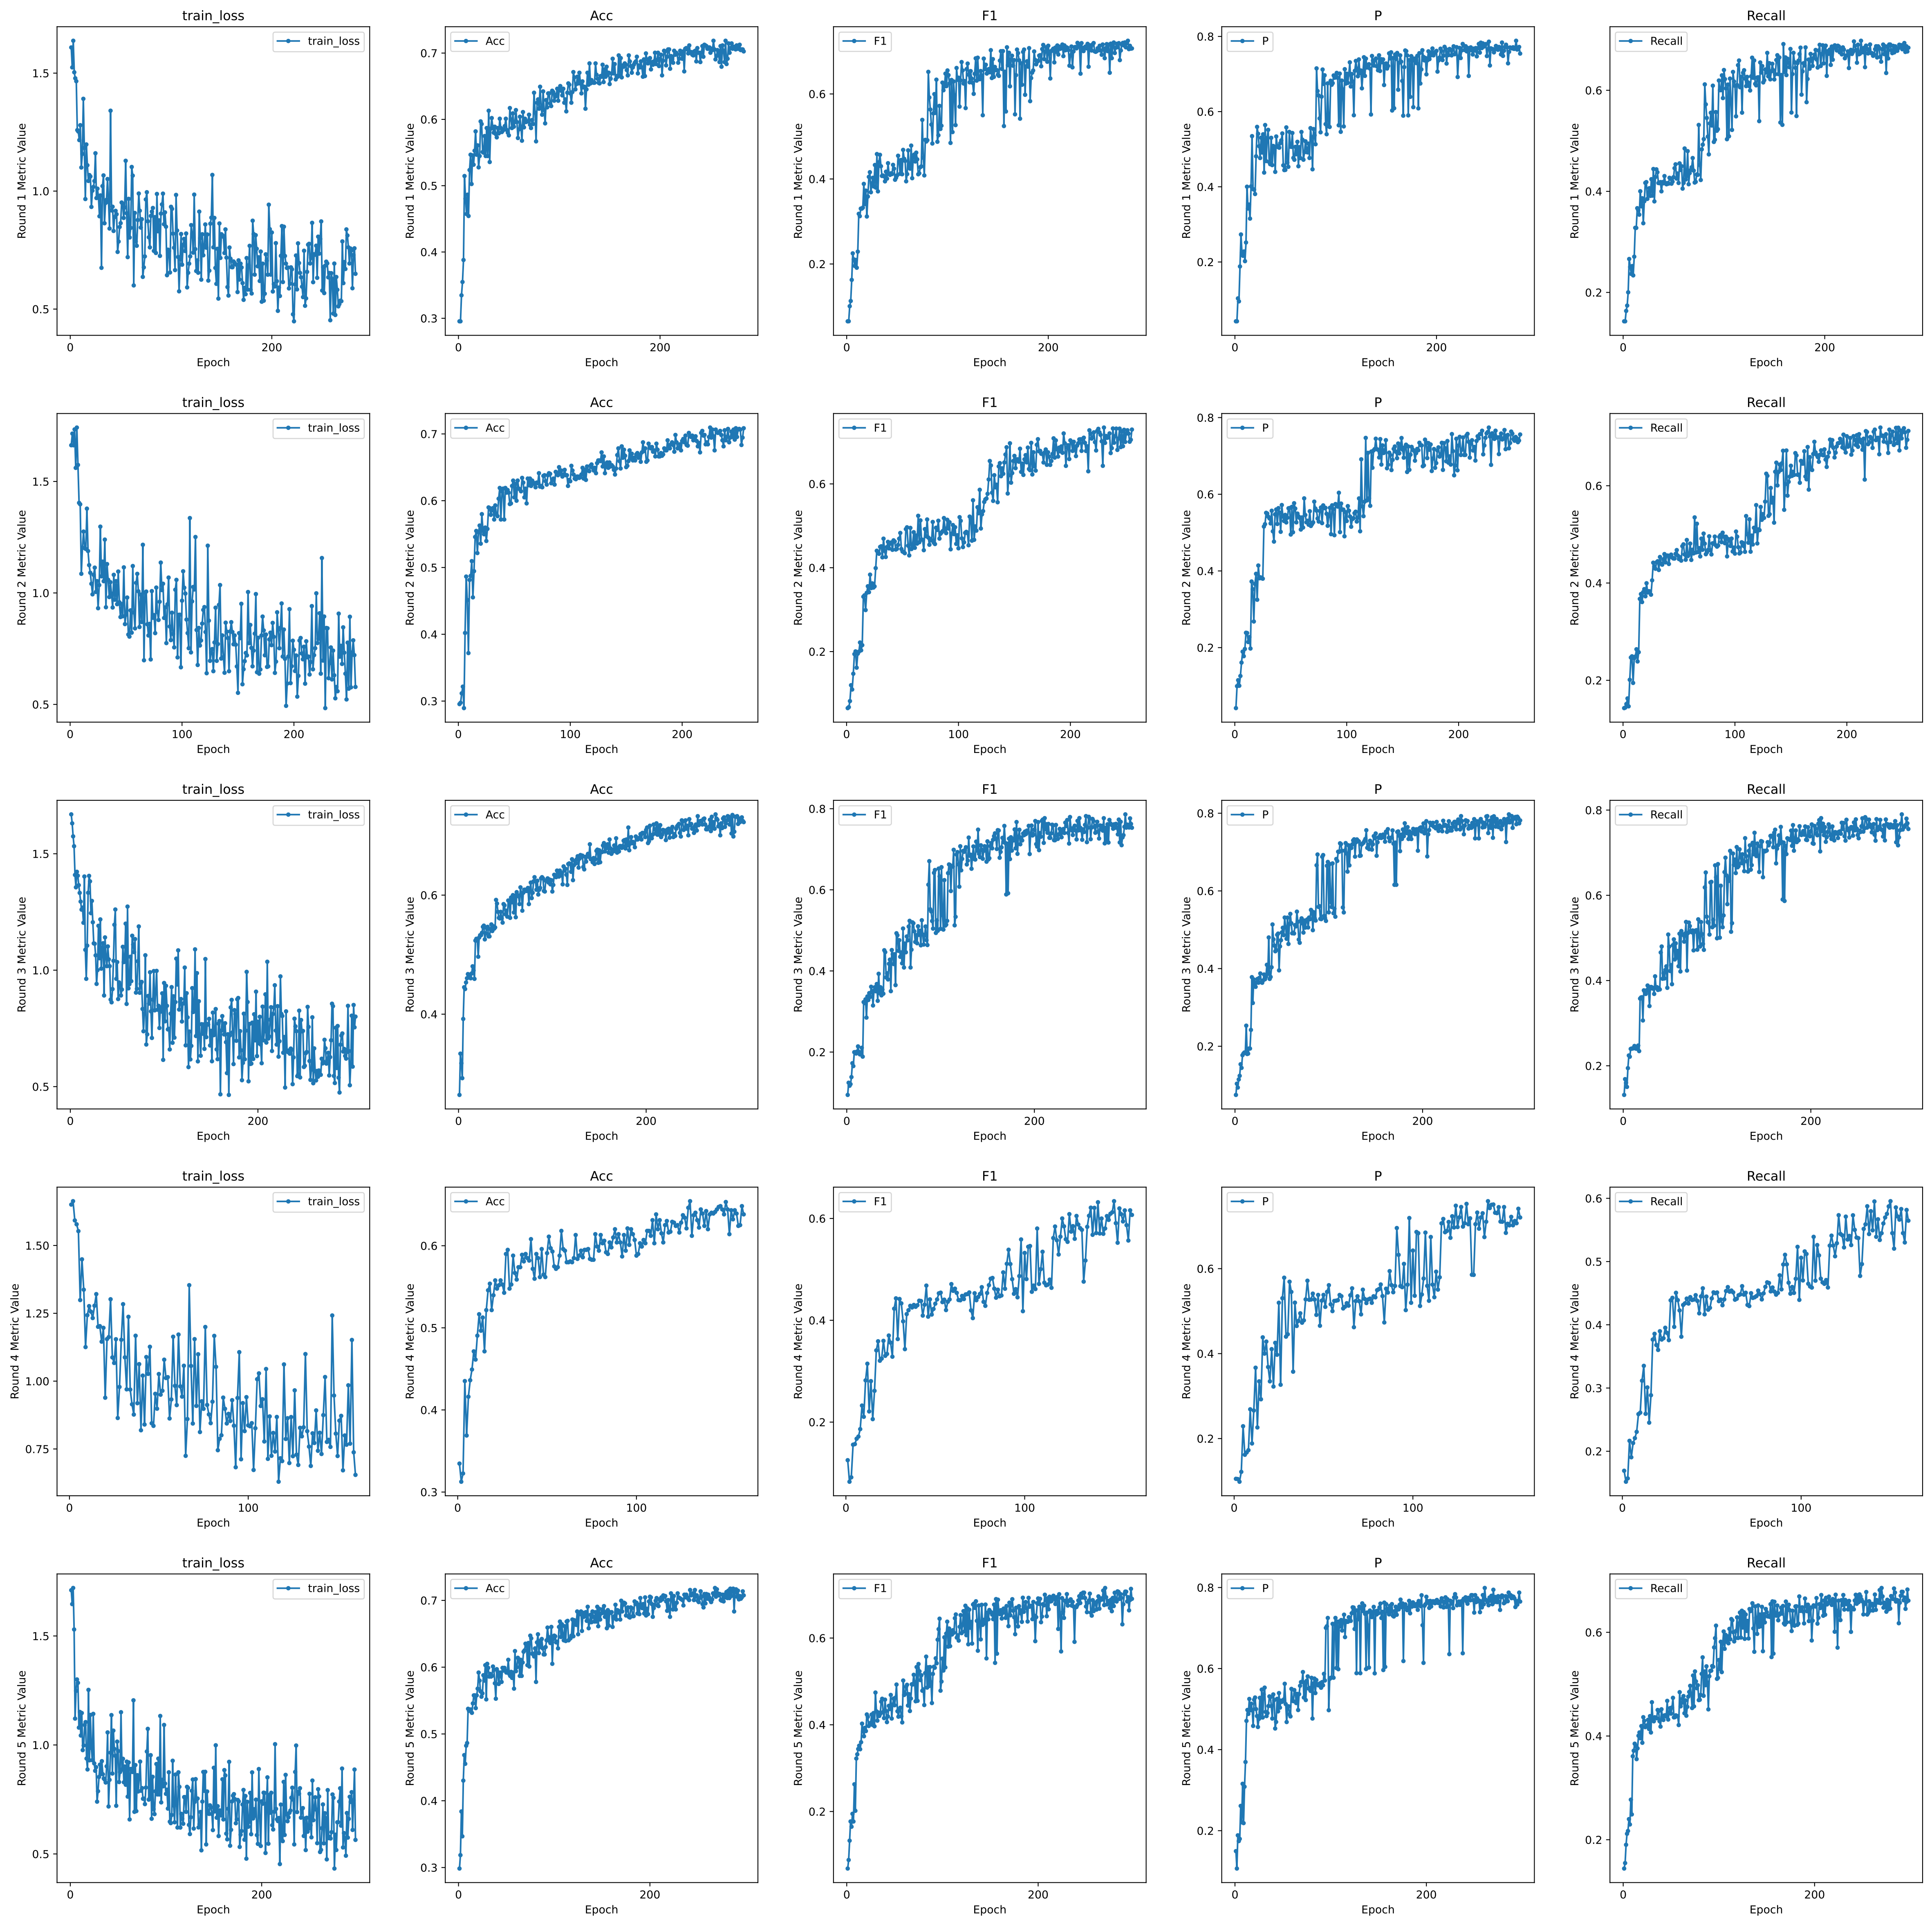 train_loss Acc F1 P Recall
train_loss Acc F1 P Recall
1.5 1.0 0.5
0.7 0.6 0.5 0.4 0.3
0.6 0.4 0.2
0.8 0.6 0.4 0.2
0.6 0.4 0.2
Round 1 Metric Value Round 1 Metric Value Round 1 Metric Value Round 1 Metric Value Round 1 Metric Value
0 200 0 200 0 200 0 200 0 200
Epoch Epoch Epoch Epoch Epoch
train_loss Acc F1 P Recall
train_loss Acc F1 P Recall
1.5 1.0 0.5
0.7 0.6 0.5 0.4 0.3
0.6 0.4 0.2
0.8 0.6 0.4 0.2
0.6 0.4 0.2
Round 2 Metric Value Round 2 Metric Value Round 2 Metric Value Round 2 Metric Value Round 2 Metric Value
0 100 200 0 100 200 0 100 200 0 100 200 0 100 200
Epoch Epoch Epoch Epoch Epoch
train_loss Acc F1 P Recall
train_loss Acc F1 P Recall
1.5 1.0 0.5
0.6 0.4
0.8 0.6 0.4 0.2
0.8 0.6 0.4 0.2
0.8 0.6 0.4 0.2
Round 3 Metric Value Round 3 Metric Value Round 3 Metric Value Round 3 Metric Value Round 3 Metric Value
0 200 0 200 0 200 0 200 0 200
Epoch Epoch Epoch Epoch Epoch
train_loss Acc F1 P Recall
train_loss Acc F1 P Recall
1.50 1.25 1.00 0.75
0.6 0.5 0.4 0.3
0.6 0.4 0.2
0.6 0.4 0.2
0.6 0.5 0.4 0.3 0.2
Round 4 Metric Value Round 4 Metric Value Round 4 Metric Value Round 4 Metric Value Round 4 Metric Value
0 100 0 100 0 100 0 100 0 100
Epoch Epoch Epoch Epoch Epoch
train_loss Acc F1 P Recall
train_loss Acc F1 P Recall
1.5 1.0 0.5
0.7 0.6 0.5 0.4 0.3
0.6 0.4 0.2
0.8 0.6 0.4 0.2
0.6 0.4 0.2
Round 5 Metric Value Round 5 Metric Value Round 5 Metric Value Round 5 Metric Value Round 5 Metric Value
0 200 0 200 0 200 0 200 0 200
Epoch Epoch Epoch Epoch Epoch